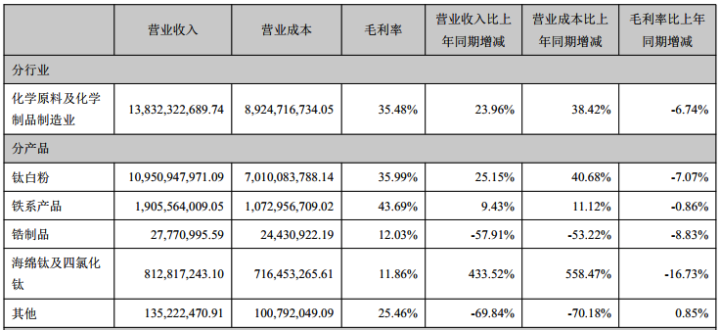 营业收入 营业成本 毛利率 营业收入比上年同期增减 营业成本比上年同期增减 毛利率比上年同期增减
分行业
化学原料及化学制品制造业 13,832,322,689.74 8,924,716,734.05 35.48% 23.96% 38.42% -6.74%
分产品
钛白粉 10,950,947,971.09 7,010,083,788.14 35.99% 25.15% 40.68% -7.07%
铁系产品 1,905,564,009.05 1,072,956,709.02 43.69% 9.43% 11.12% -0.86%
锆制品 27,770,995.59 24,430,922.19 12.03% -57.91% -53.22% -8.83%
海绵钛及四氯化钛 812,817,243.10 716,453,265.61 11.86% 433.52% 558.47% -16.73%
其他 135,222,470.91 100,792,049.09 25.46% -69.84% -70.18% 0.85%